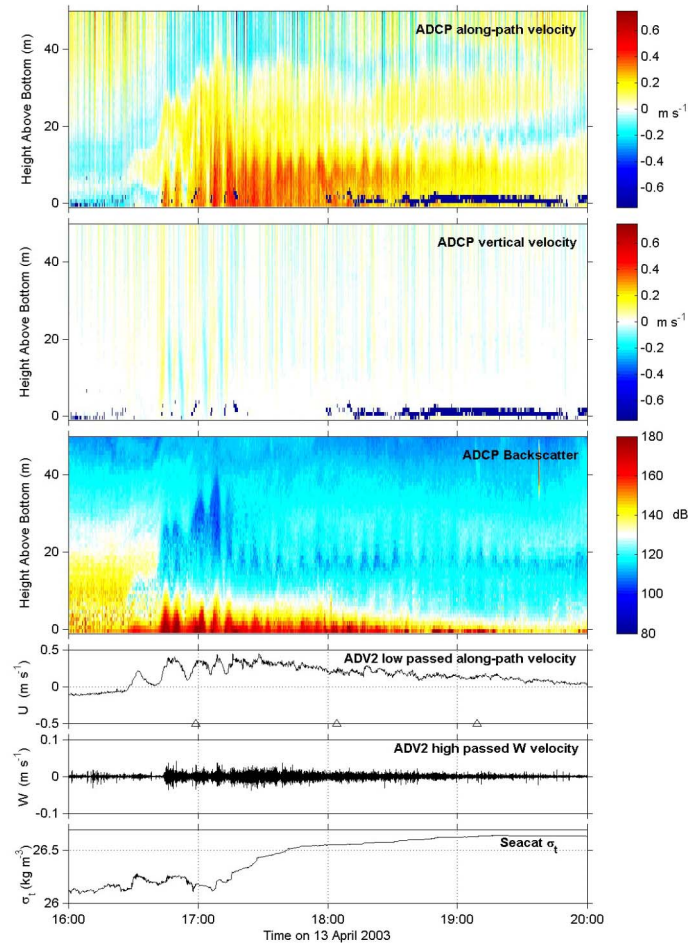 ADCP along-path velocity
Height Above Bottom (m)
40
20
0
0.6
0.4
0.2
0
-0.2
-0.4
-0.6
m s-1
ADCP vertical velocity
Height Above Bottom (m)
40
20
0
0.6
0.4
0.2
0
-0.2
-0.4
-0.6
m s-1
ADCP Backscatter
Height Above Bottom (m)
40
20
0
180
160
140
120
100
80
dB
ADV2 low passed along-path velocity
U (m s-1)
0.5
0
-0.5
ADV2 high passed W velocity
W (m s-1)
0.1
0
-0.1
Seacat σt
σt (kg m-3)
26.5
26
16:00 17:00 18:00 19:00 20:00
Time on 13 April 2003